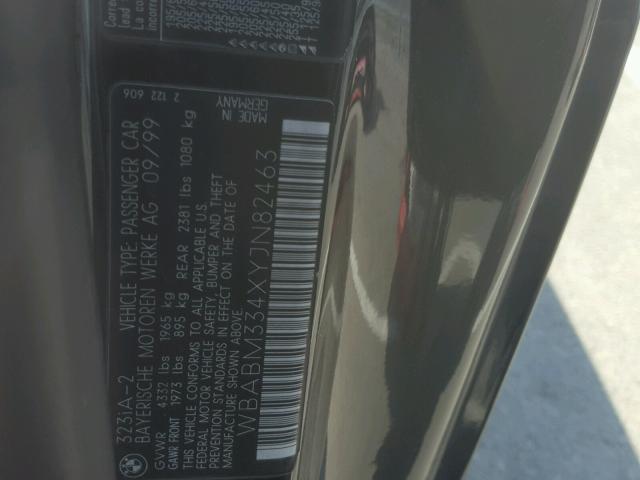 2 122 606
MADE IN
GERMANY
323iA-2 VEHICLE TYPE: PASSENGER CAR
BAYERISCHE MOTOREN WERKE AG 09/99
GVWR 4332 lbs 1965 kg
GAWR FRONT 1973 lbs 895 kg REAR 2381 lbs 1080 kg
VEHICLE CONFORMS TO ALL APPLICABLE U.S.
FEDERAL MOTOR VEHICLE SAFETY, BUMPER AND THEFT
PREVENTION STANDARDS IN EFFECT ON THE DATE OF
MANUFACTURE SHOWN ABOVE.
WBABM334XYJN82463